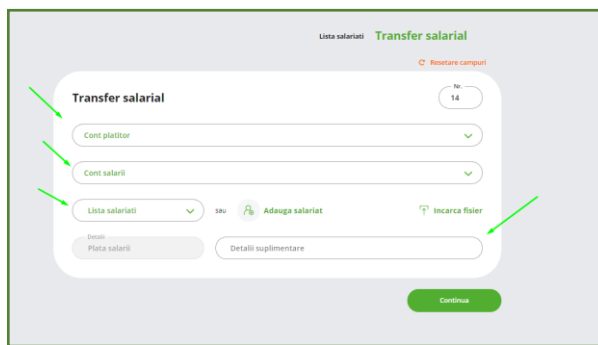 Lista salariati Transfer salarial
Resetare campuri
Transfer salarial
Nr.
14
Cont platitor
Cont salarii
Lista salariati sau Adauga salariat Incarca fisier
Detalii
Plata salarii Detalii suplimentare
Continua